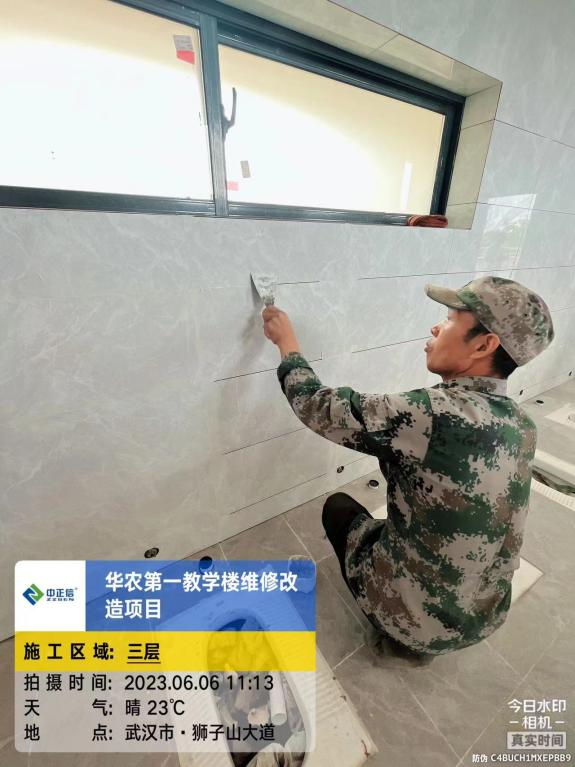 中正信
ZZSEN
华农第一教学楼维修改
造项目
施工区域: 三层
拍摄时间: 2023.06.06 11:13
天气: 晴 23℃
地点: 武汉市·狮子山大道
今日水印
相机
真实时间
防伪 C4BUCH1MXEPBB9